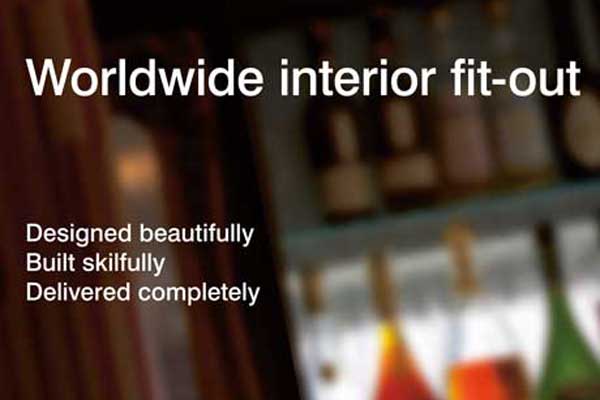 Worldwide interior fit-out
Designed beautifully
Built skilfully
Delivered completely